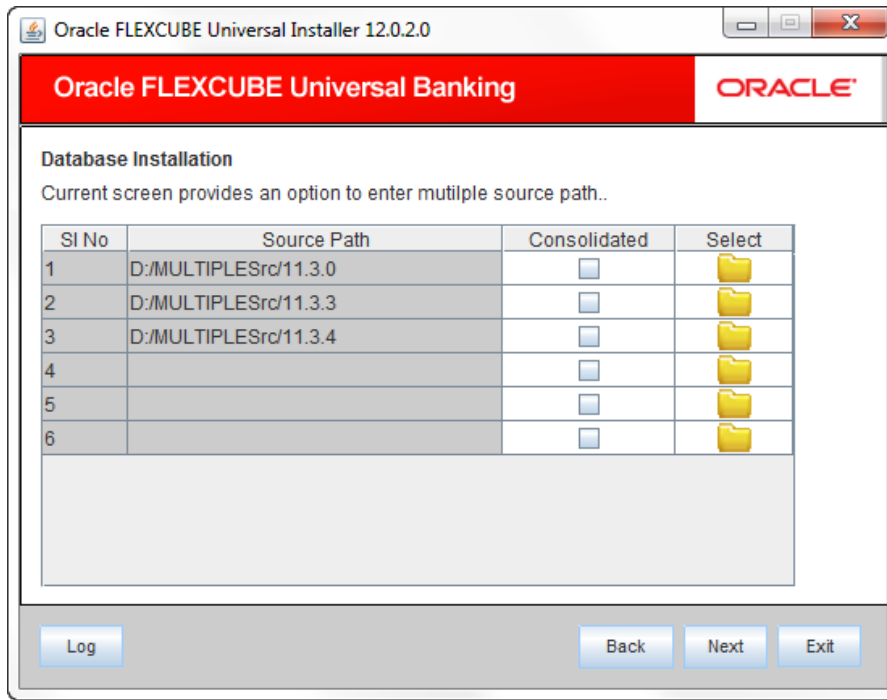 Oracle FLEXCUBE Universal Installer 12.0.2.0
Oracle FLEXCUBE Universal Banking ORACLE
Database Installation
Current screen provides an option to enter mutilple source path..
Sl No Source Path Consolidated Select
1 D:/MULTIPLESrc/11.3.0
2 D:/MULTIPLESrc/11.3.3
3 D:/MULTIPLESrc/11.3.4
4
5
6
Log Back Next Exit